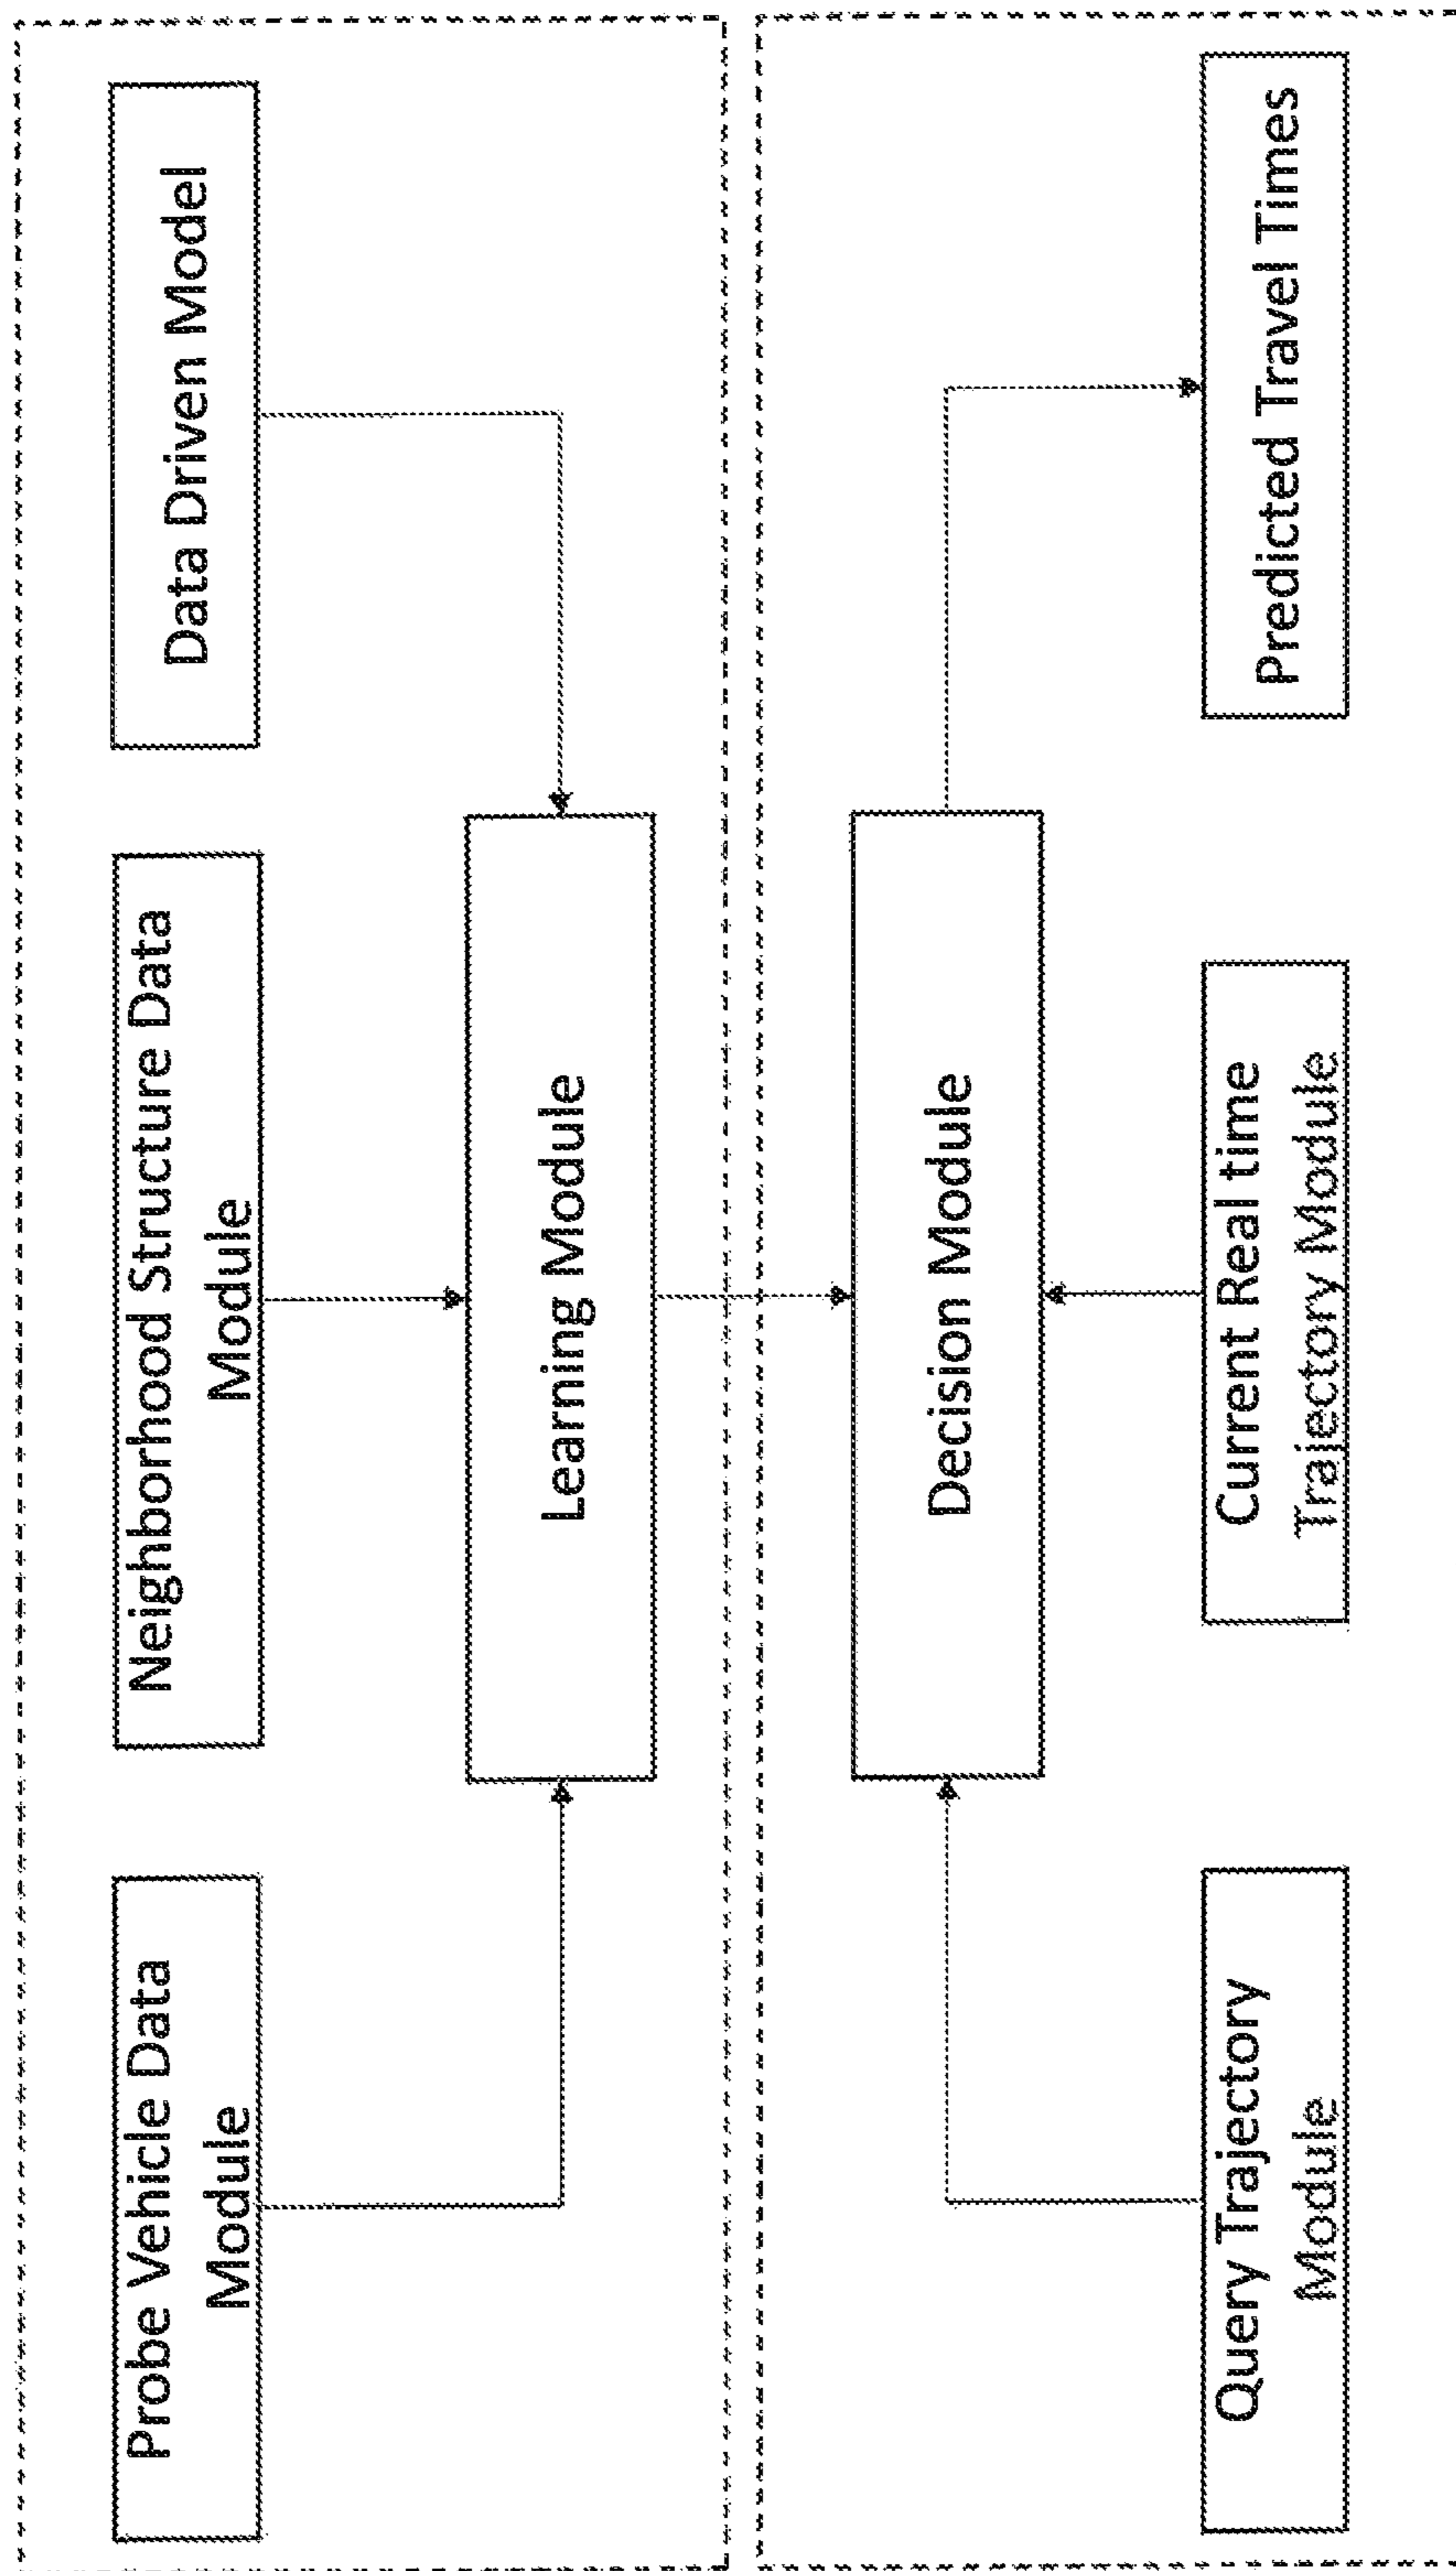 Probe Vehicle Data
Module
Neighborhood Structure Data
Module
Data Driven Model
Learning Module
Decision Module
Query Trajectory
Module
Current Real time
Trajectory Module
Predicted Travel Times